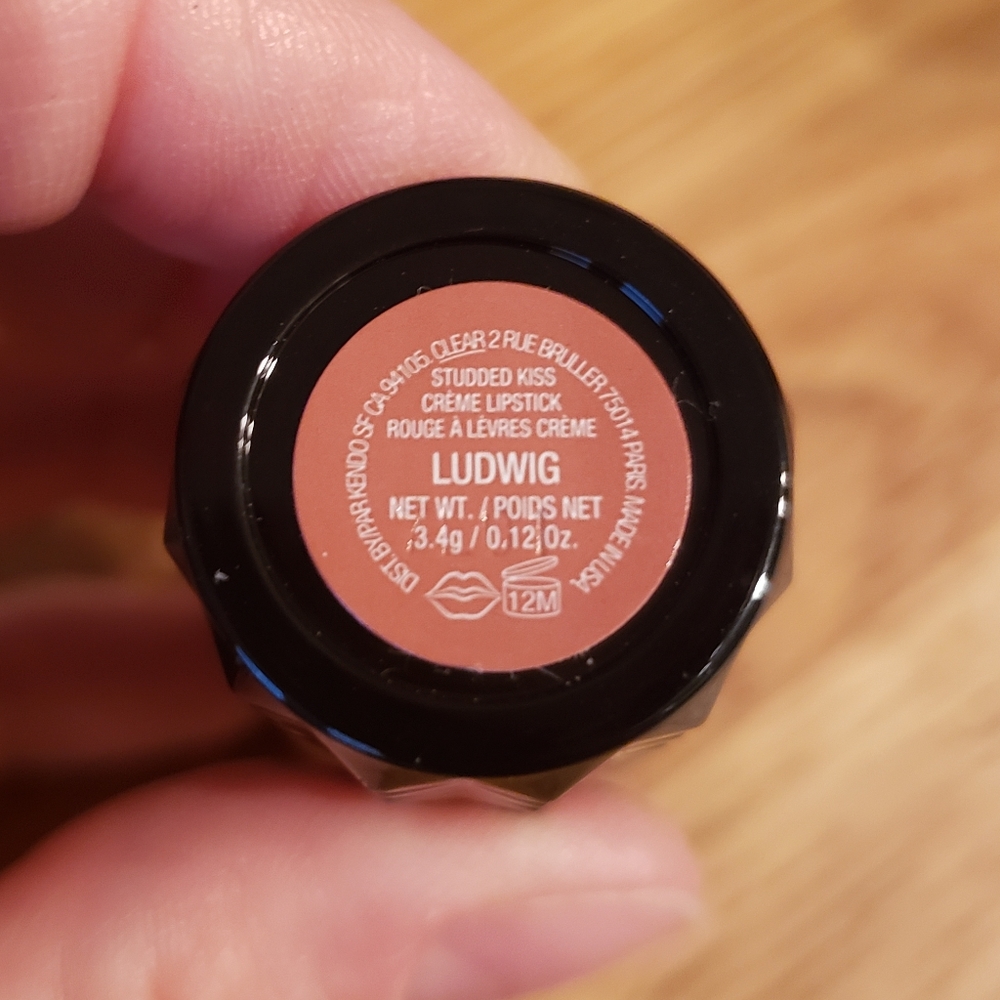 DIST. BY/PAR KENDO SF CA 94105. CLEAR 2 RUE BRULLER 75014 PARIS MADE IN USA
STUDDED KISS
CRÈME LIPSTICK
ROUGE À LÈVRES CRÈME
LUDWIG
NET WT. / POIDS NET
3.4g / 0.12 Oz.
12M